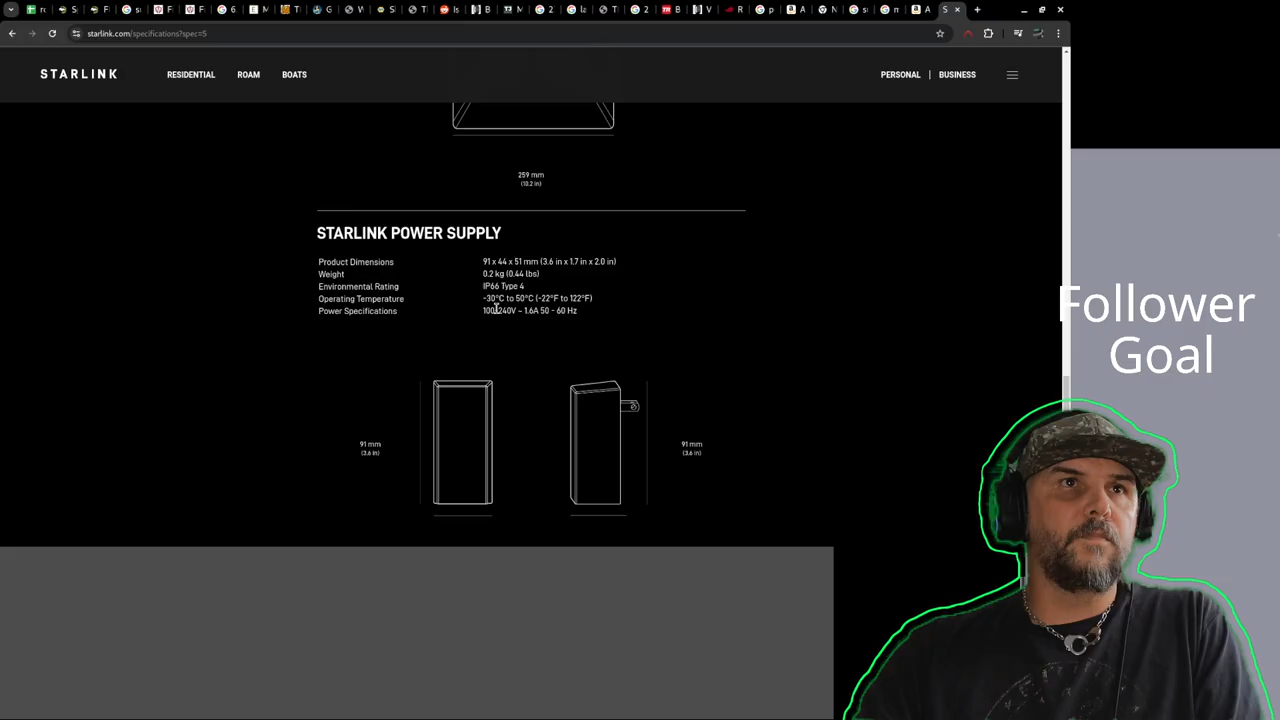 S
starlink.com/specifications?spec=5
STARLINK RESIDENTIAL ROAM BOATS PERSONAL | BUSINESS
259 mm
(10.2 in)
STARLINK POWER SUPPLY
Product Dimensions 91 x 44 x 51 mm (3.6 in x 1.7 in x 2.0 in)
Weight 0.2 kg (0.44 lbs)
Environmental Rating IP66 Type 4
Operating Temperature -30°C to 50°C (-22°F to 122°F)
Power Specifications 100-240V ~ 1.6A 50 - 60 Hz
91 mm
(3.6 in)
91 mm
(3.6 in)
Follower
Goal